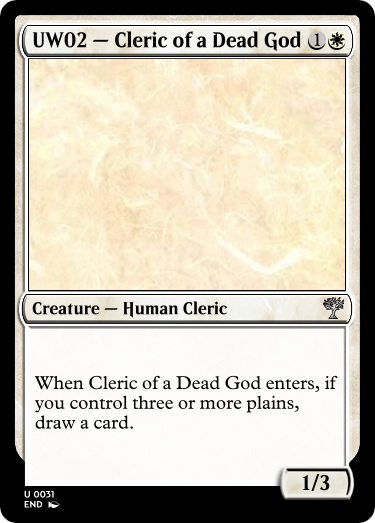 UW02 — Cleric of a Dead God 1
Creature — Human Cleric
When Cleric of a Dead God enters, if
you control three or more plains,
draw a card.
1/3
U 0031
END